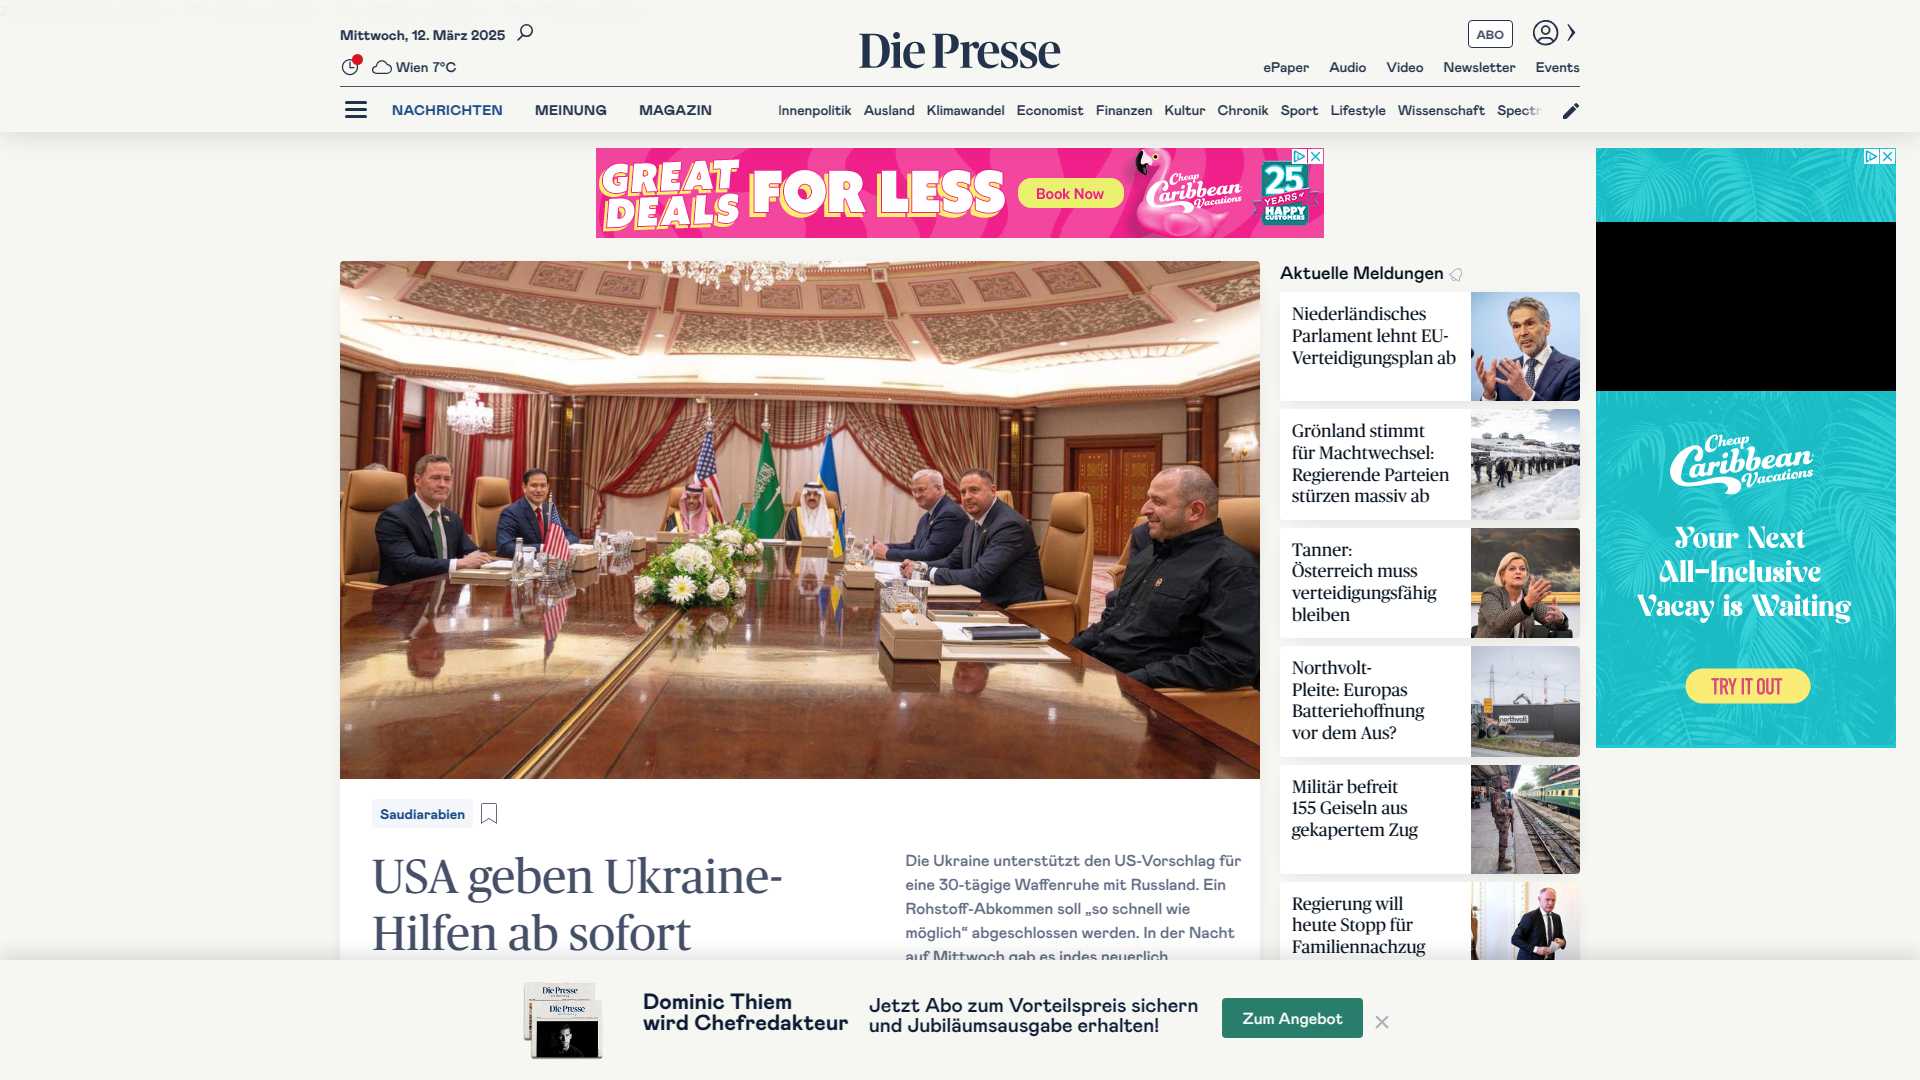 Mittwoch, 12. März 2025
Wien 7°C
Die Presse
ABO
ePaper Audio Video Newsletter Events
NACHRICHTEN MEINUNG MAGAZIN
Innenpolitik Ausland Klimawandel Economist Finanzen Kultur Chronik Sport Lifestyle Wissenschaft Spectr
GREAT
DEALS
FOR LESS
Book Now
Cheap
Caribbean
Vacations
25
YEARS of
HAPPY
CUSTOMERS
Saudiarabien
USA geben Ukraine-
Hilfen ab sofort
Die Ukraine unterstützt den US-Vorschlag für
eine 30-tägige Waffenruhe mit Russland. Ein
Rohstoff-Abkommen soll „so schnell wie
möglich“ abgeschlossen werden. In der Nacht
auf Mittwoch gab es indes neuerlich
Aktuelle Meldungen
Niederländisches
Parlament lehnt EU-
Verteidigungsplan ab
Grönland stimmt
für Machtwechsel:
Regierende Parteien
stürzen massiv ab
Tanner:
Österreich muss
verteidigungsfähig
bleiben
Northvolt-
Pleite: Europas
Batteriehoffnung
vor dem Aus?
northvolt
Militär befreit
155 Geiseln aus
gekapertem Zug
Regierung will
heute Stopp für
Familiennachzug
Cheap
Caribbean
Vacations
Your Next
All-Inclusive
Vacay is Waiting
TRY IT OUT
Die Presse
Die Presse
Dominic Thiem
wird Chefredakteur
Jetzt Abo zum Vorteilspreis sichern
und Jubiläumsausgabe erhalten!
Zum Angebot